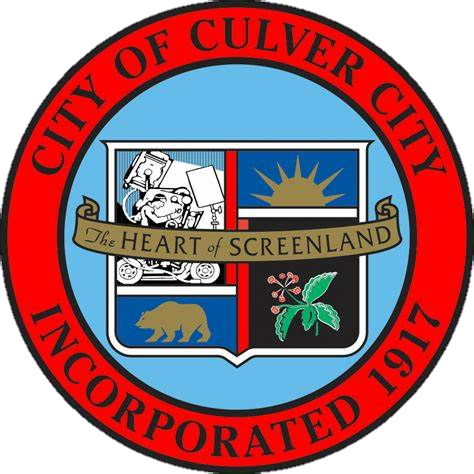 CITY OF CULVER CITY
The HEART of SCREENLAND
INCORPORATED 1917